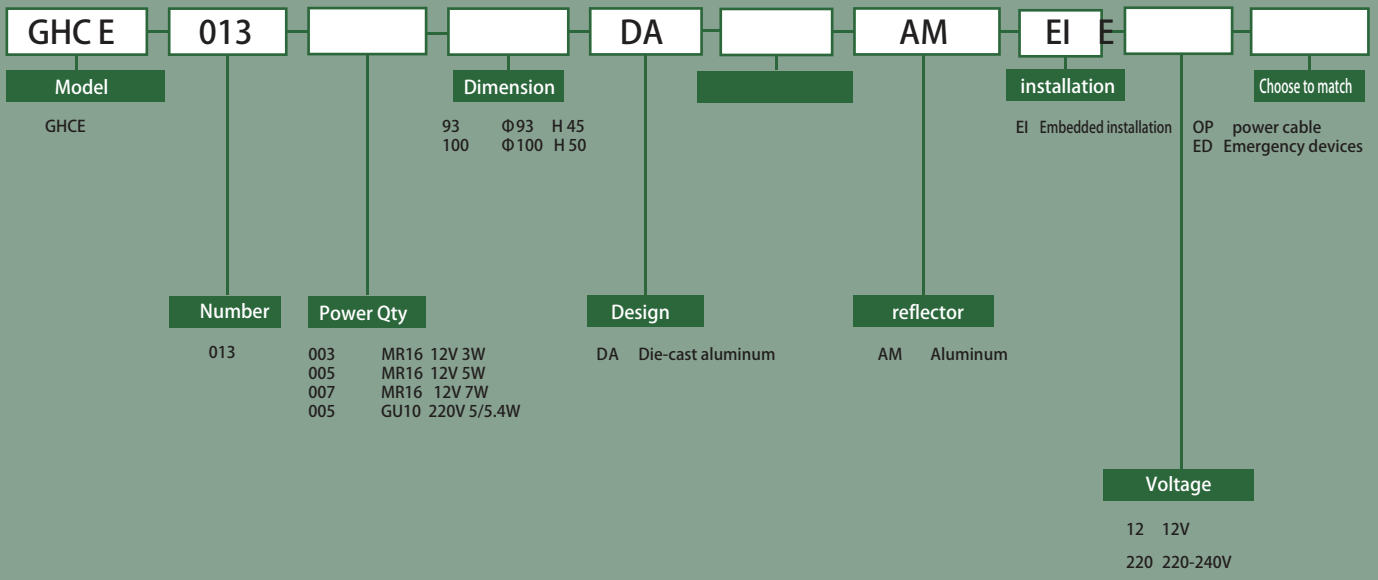 GHC E 013 DA AM EI E
Model
GHCE
Dimension
93 Φ93 H 45
100 Φ100 H 50
installation
EI Embedded installation
Choose to match
OP power cable
ED Emergency devices
Number
013
Power Qty
003 MR16 12V 3W
005 MR16 12V 5W
007 MR16 12V 7W
005 GU10 220V 5/5.4W
Design
DA Die-cast aluminum
reflector
AM Aluminum
Voltage
12 12V
220 220-240V